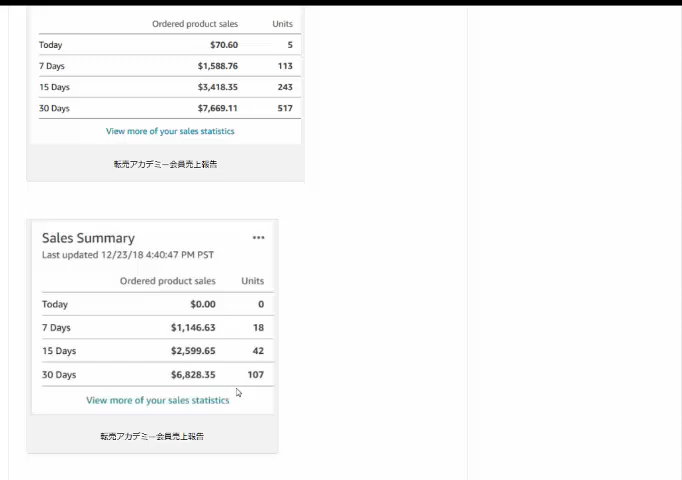 Ordered product sales Units
Today $70.60 5
7 Days $1,588.76 113
15 Days $3,418.35 243
30 Days $7,669.11 517
View more of your sales statistics
転売アカデミー会員売上報告
Sales Summary •••
Last updated 12/23/18 4:40:47 PM PST
Ordered product sales Units
Today $0.00 0
7 Days $1,146.63 18
15 Days $2,599.65 42
30 Days $6,828.35 107
View more of your sales statistics
転売アカデミー会員売上報告